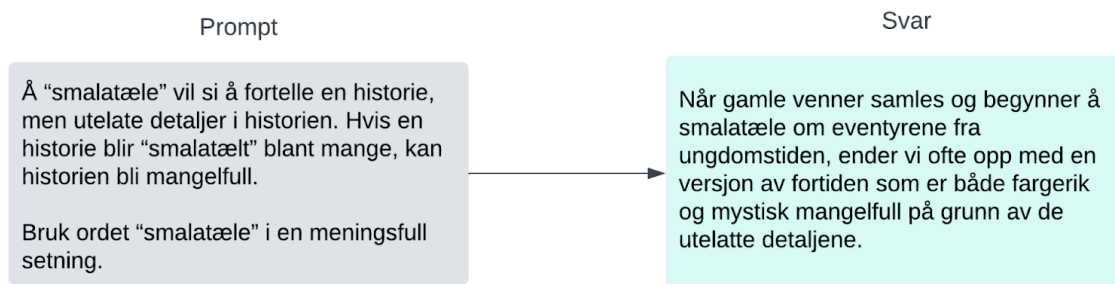 Prompt
Svar
Å “smalatæle” vil si å fortelle en historie,
men utelate detaljer i historien. Hvis en
historie blir “smalatælt” blant mange, kan
historien bli mangelfull.
Bruk ordet “smalatæle” i en meningsfull
setning.
Når gamle venner samles og begynner å
smalatæle om eventyrene fra
ungdomstiden, ender vi ofte opp med en
versjon av fortiden som er både fargerik
og mystisk mangelfull på grunn av de
utelatte detaljene.